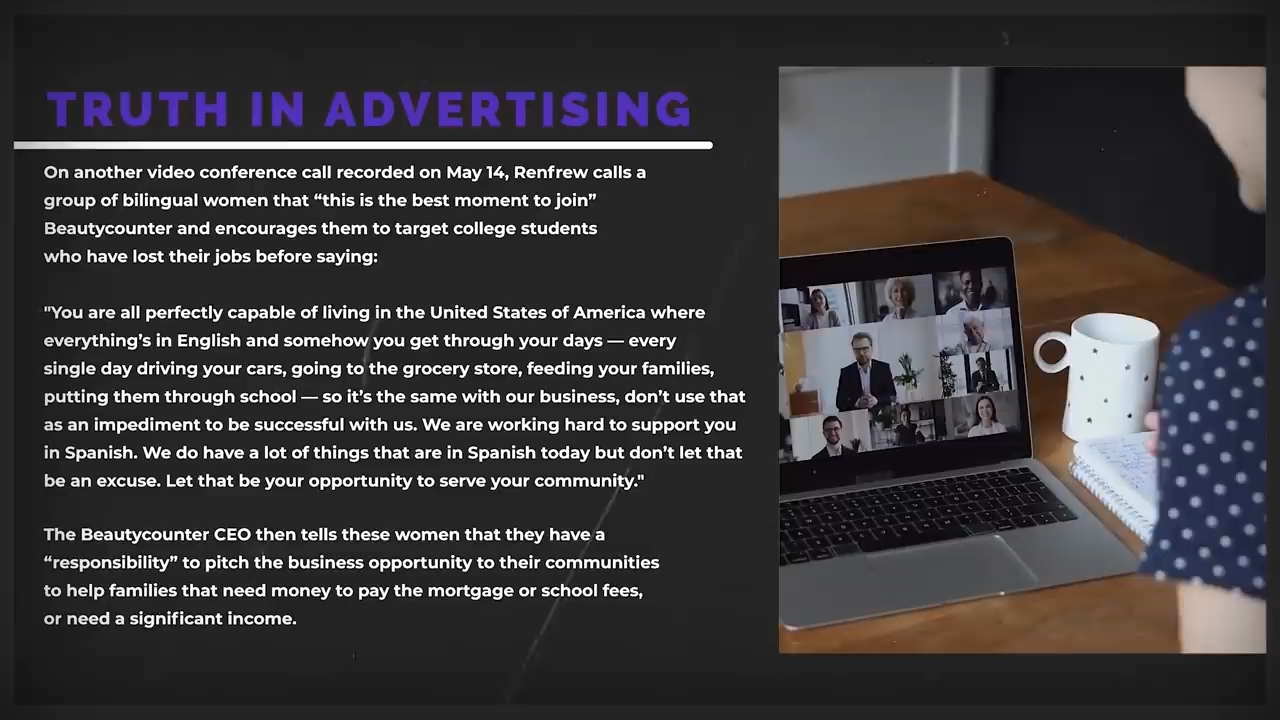 TRUTH IN ADVERTISING
On another video conference call recorded on May 14, Renfrew calls a
group of bilingual women that “this is the best moment to join”
Beautycounter and encourages them to target college students
who have lost their jobs before saying:
"You are all perfectly capable of living in the United States of America where
everything’s in English and somehow you get through your days — every
single day driving your cars, going to the grocery store, feeding your families,
putting them through school — so it’s the same with our business, don’t use that
as an impediment to be successful with us. We are working hard to support you
in Spanish. We do have a lot of things that are in Spanish today but don’t let that
be an excuse. Let that be your opportunity to serve your community."
The Beautycounter CEO then tells these women that they have a
“responsibility” to pitch the business opportunity to their communities
to help families that need money to pay the mortgage or school fees,
or need a significant income.